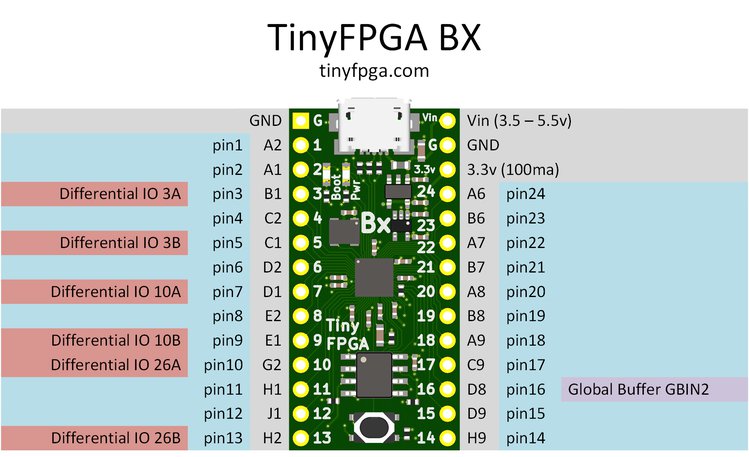 TinyFPGA BX
tinyfpga.com
GND G Vin Vin (3.5 – 5.5v)
pin1 A2 1 G GND
pin2 A1 2 3.3v 3.3v (100ma)
Differential IO 3A pin3 B1 3 24 A6 pin24
Boot
Pwr
pin4 C2 4 Bx 23 B6 pin23
Differential IO 3B pin5 C1 5 22 A7 pin22
pin6 D2 6 21 B7 pin21
Differential IO 10A pin7 D1 7 20 A8 pin20
pin8 E2 8 19 B8 pin19
Tiny
FPGA
Differential IO 10B pin9 E1 9 18 A9 pin18
Differential IO 26A pin10 G2 10 17 C9 pin17
pin11 H1 11 16 D8 pin16 Global Buffer GBIN2
pin12 J1 12 15 D9 pin15
Differential IO 26B pin13 H2 13 14 H9 pin14